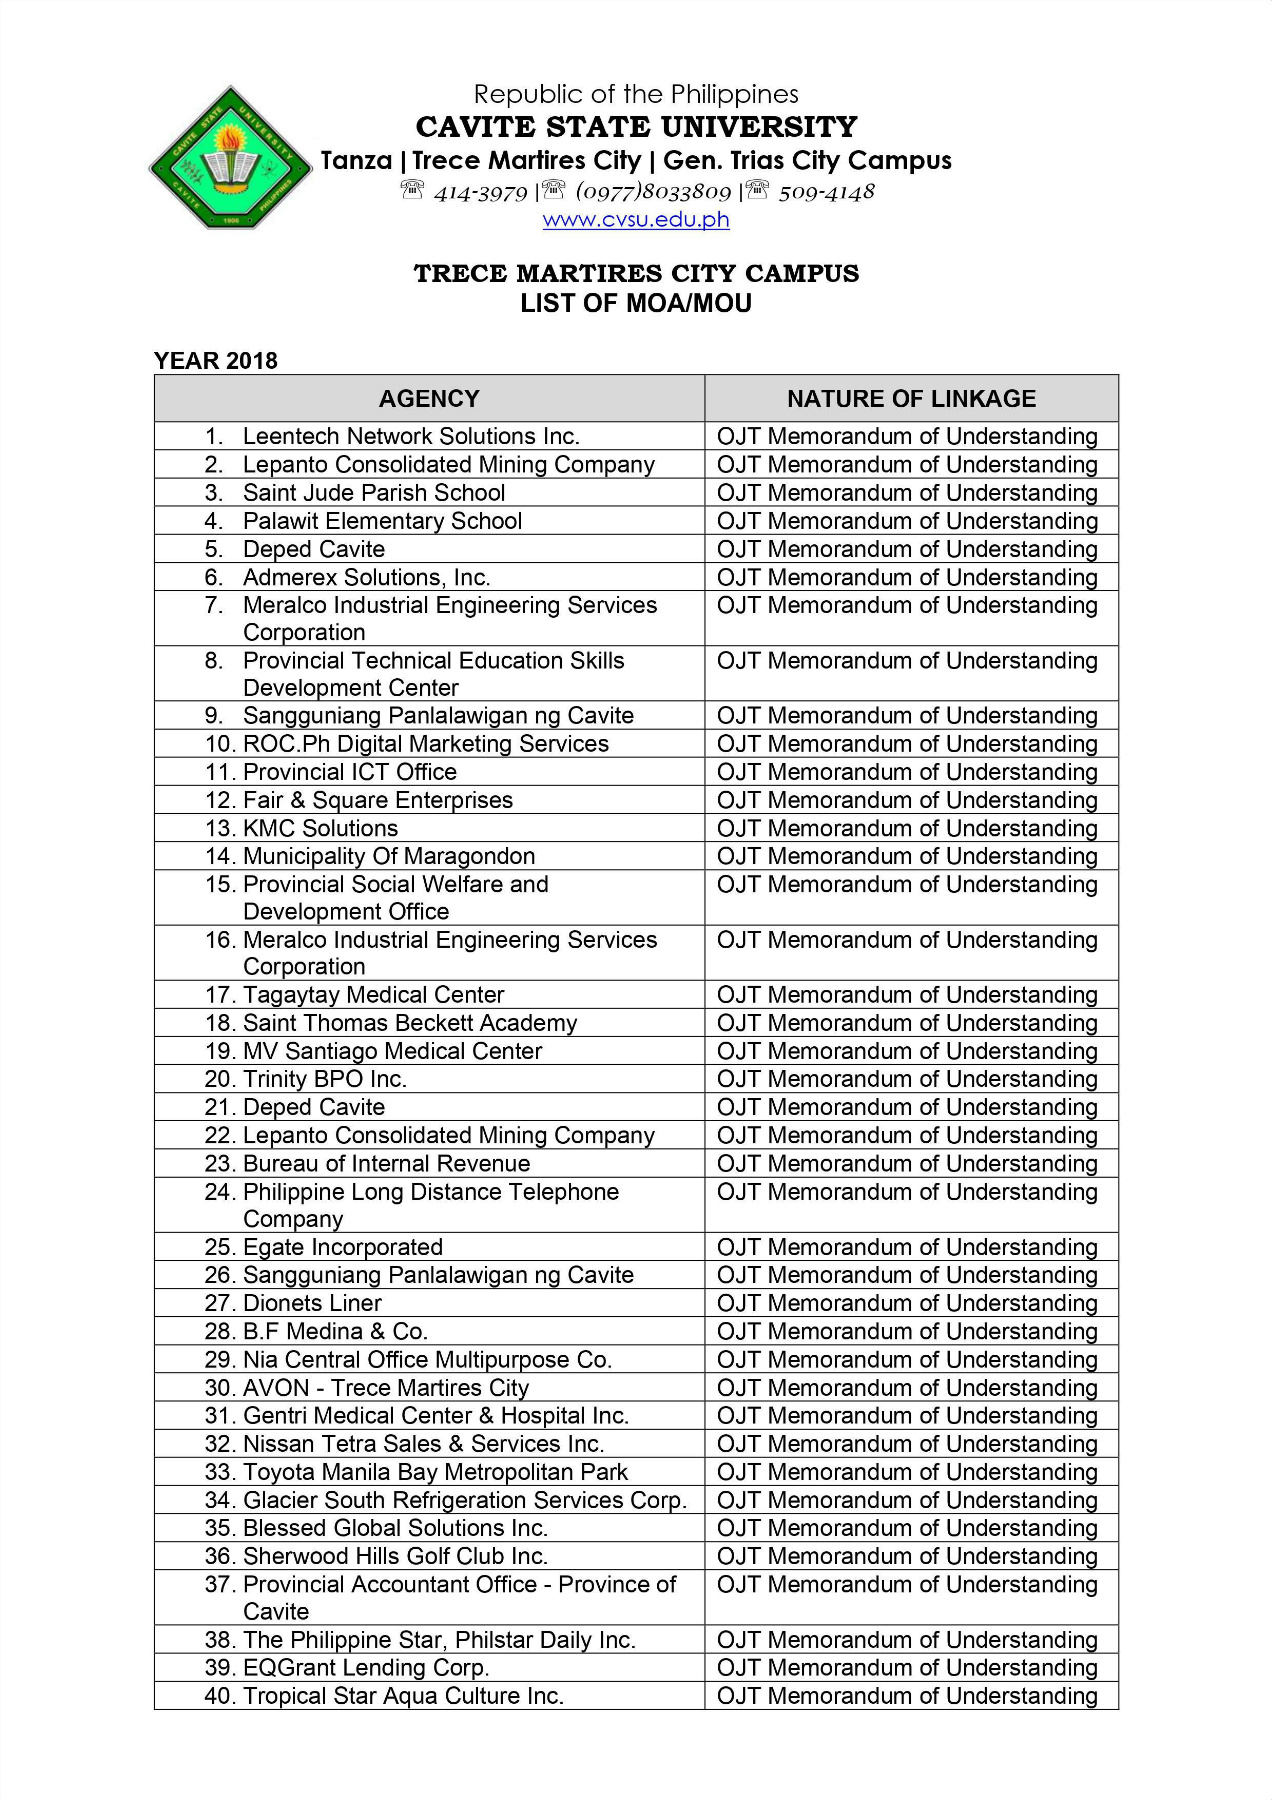 Republic of the Philippines
CAVITE STATE UNIVERSITY
Tanza | Trece Martires City | Gen. Trias City Campus
☏ 414-3979 |☏ (0977)8033809 |☏ 509-4148
www.cvsu.edu.ph
CAVITE STATE UNIVERSITY
CAVITE PHILIPPINES
1906
TRECE MARTIRES CITY CAMPUS
LIST OF MOA/MOU
YEAR 2018
AGENCY NATURE OF LINKAGE
1. Leentech Network Solutions Inc. OJT Memorandum of Understanding
2. Lepanto Consolidated Mining Company OJT Memorandum of Understanding
3. Saint Jude Parish School OJT Memorandum of Understanding
4. Palawit Elementary School OJT Memorandum of Understanding
5. Deped Cavite OJT Memorandum of Understanding
6. Admerex Solutions, Inc. OJT Memorandum of Understanding
7. Meralco Industrial Engineering Services OJT Memorandum of Understanding
Corporation
8. Provincial Technical Education Skills OJT Memorandum of Understanding
Development Center
9. Sangguniang Panlalawigan ng Cavite OJT Memorandum of Understanding
10. ROC.Ph Digital Marketing Services OJT Memorandum of Understanding
11. Provincial ICT Office OJT Memorandum of Understanding
12. Fair & Square Enterprises OJT Memorandum of Understanding
13. KMC Solutions OJT Memorandum of Understanding
14. Municipality Of Maragondon OJT Memorandum of Understanding
15. Provincial Social Welfare and OJT Memorandum of Understanding
Development Office
16. Meralco Industrial Engineering Services OJT Memorandum of Understanding
Corporation
17. Tagaytay Medical Center OJT Memorandum of Understanding
18. Saint Thomas Beckett Academy OJT Memorandum of Understanding
19. MV Santiago Medical Center OJT Memorandum of Understanding
20. Trinity BPO Inc. OJT Memorandum of Understanding
21. Deped Cavite OJT Memorandum of Understanding
22. Lepanto Consolidated Mining Company OJT Memorandum of Understanding
23. Bureau of Internal Revenue OJT Memorandum of Understanding
24. Philippine Long Distance Telephone OJT Memorandum of Understanding
Company
25. Egate Incorporated OJT Memorandum of Understanding
26. Sangguniang Panlalawigan ng Cavite OJT Memorandum of Understanding
27. Dionets Liner OJT Memorandum of Understanding
28. B.F Medina & Co. OJT Memorandum of Understanding
29. Nia Central Office Multipurpose Co. OJT Memorandum of Understanding
30. AVON - Trece Martires City OJT Memorandum of Understanding
31. Gentri Medical Center & Hospital Inc. OJT Memorandum of Understanding
32. Nissan Tetra Sales & Services Inc. OJT Memorandum of Understanding
33. Toyota Manila Bay Metropolitan Park OJT Memorandum of Understanding
34. Glacier South Refrigeration Services Corp. OJT Memorandum of Understanding
35. Blessed Global Solutions Inc. OJT Memorandum of Understanding
36. Sherwood Hills Golf Club Inc. OJT Memorandum of Understanding
37. Provincial Accountant Office - Province of OJT Memorandum of Understanding
Cavite
38. The Philippine Star, Philstar Daily Inc. OJT Memorandum of Understanding
39. EQGrant Lending Corp. OJT Memorandum of Understanding
40. Tropical Star Aqua Culture Inc. OJT Memorandum of Understanding